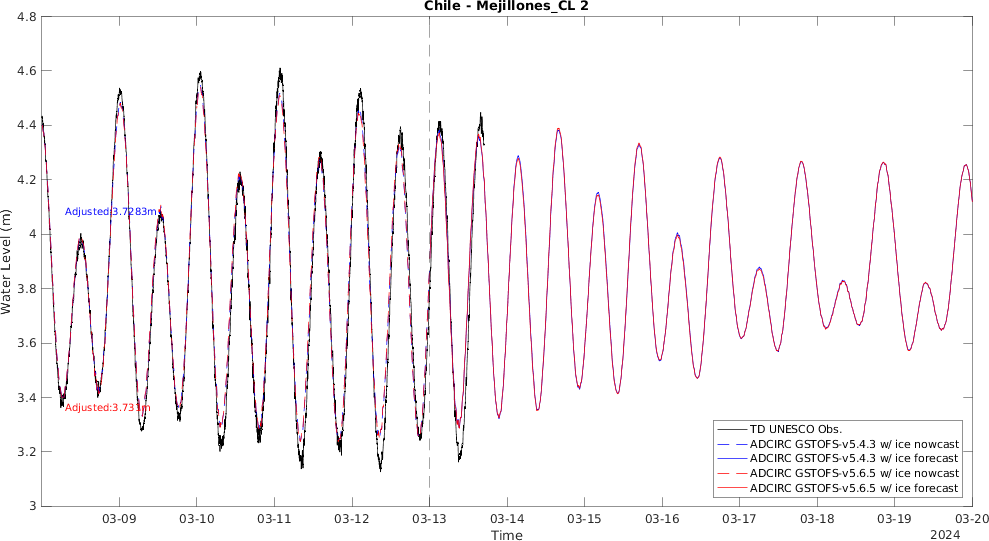 Chile - Mejillones_CL 2
4.8
4.6
4.4
4.2
4
3.8
3.6
3.4
3.2
3
Water Level (m)
Adjusted:3.7283m
Adjusted:3.731m
TD UNESCO Obs.
ADCIRC GSTOFS-v5.4.3 w/ ice nowcast
ADCIRC GSTOFS-v5.4.3 w/ ice forecast
ADCIRC GSTOFS-v5.6.5 w/ ice nowcast
ADCIRC GSTOFS-v5.6.5 w/ ice forecast
03-09 03-10 03-11 03-12 03-13 03-14 03-15 03-16 03-17 03-18 03-19 03-20
Time
2024